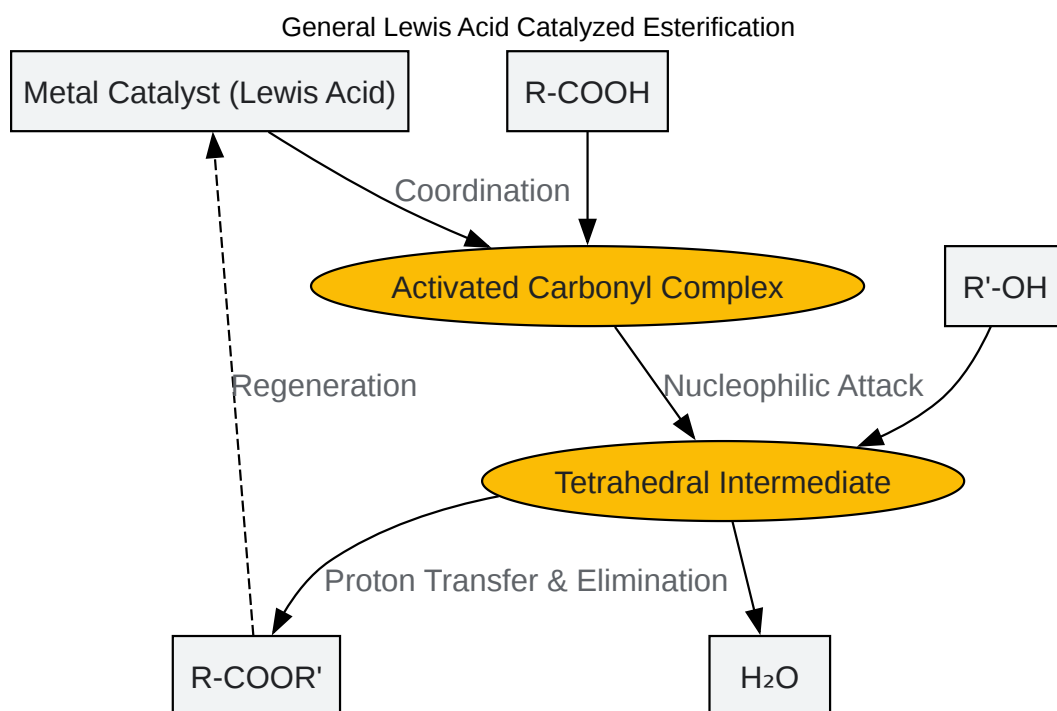 General Lewis Acid Catalyzed Esterification
Metal Catalyst (Lewis Acid)
R-COOH
Coordination
Activated Carbonyl Complex
R'-OH
Regeneration
Nucleophilic Attack
Tetrahedral Intermediate
Proton Transfer & Elimination
R-COOR'
H₂O